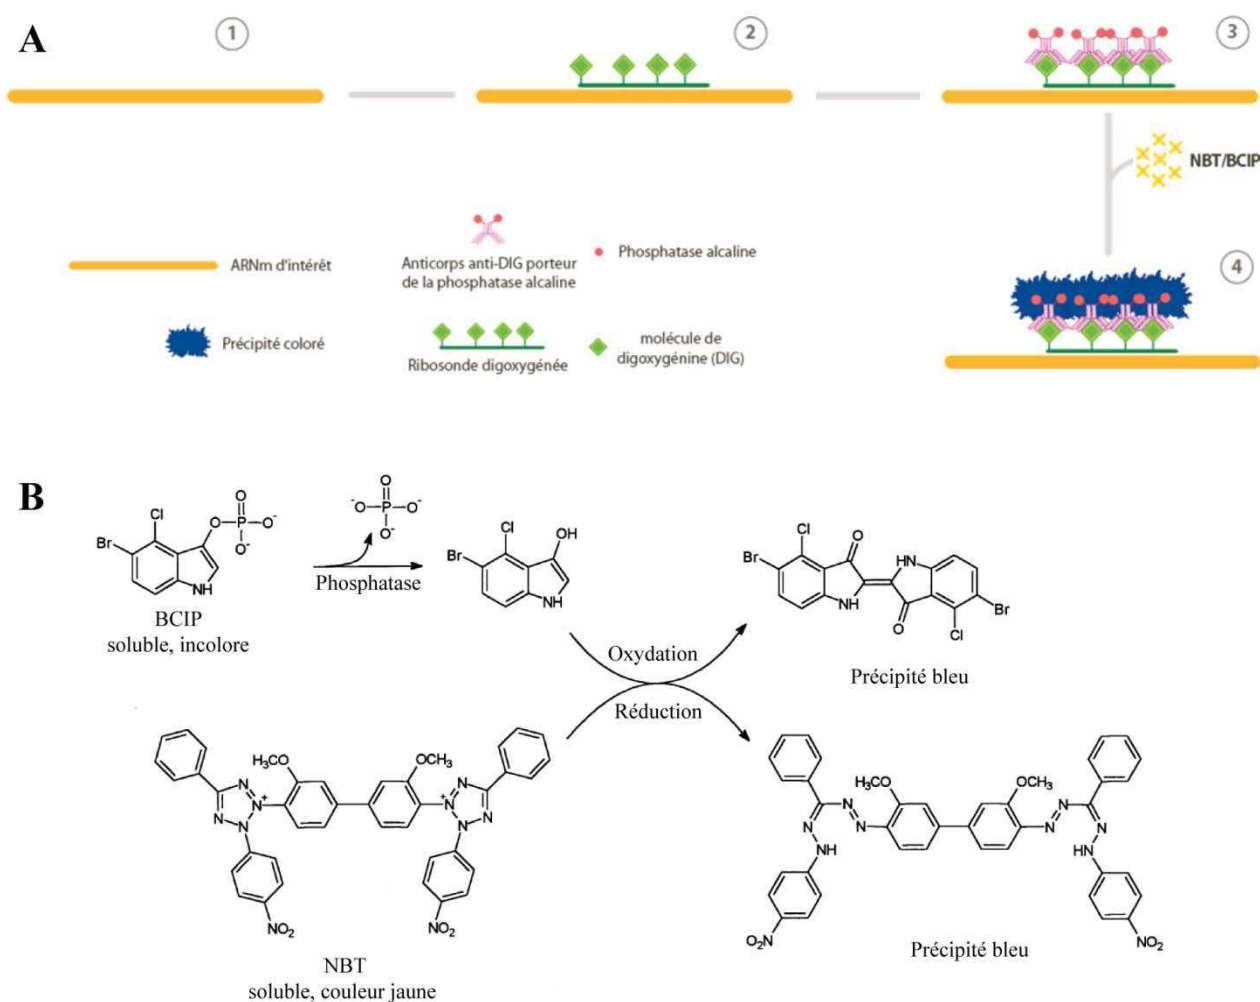 A
1
2
3
NBT/BCIP
ARNm d'intérêt
Anticorps anti-DIG porteur
de la phosphatase alcaline
Phosphatase alcaline
4
Précipité coloré
Ribosonde digoxygénée
molécule de
digoxygénine (DIG)
B
O
O⁻ P O⁻
O⁻
Cl O P O⁻
Br O⁻
NH
Phosphatase
BCIP
soluble, incolore
Cl OH
Br
NH
O
Cl HN
Br
NH Br
O Cl
Oxydation
Précipité bleu
Réduction
H₃CO OCH₃
N N⁺ N⁺ N
N N N N
NO₂ NO₂
NBT
soluble, couleur jaune
H₃CO OCH₃
N N N N
N N
NH HN
O₂N NO₂
Précipité bleu